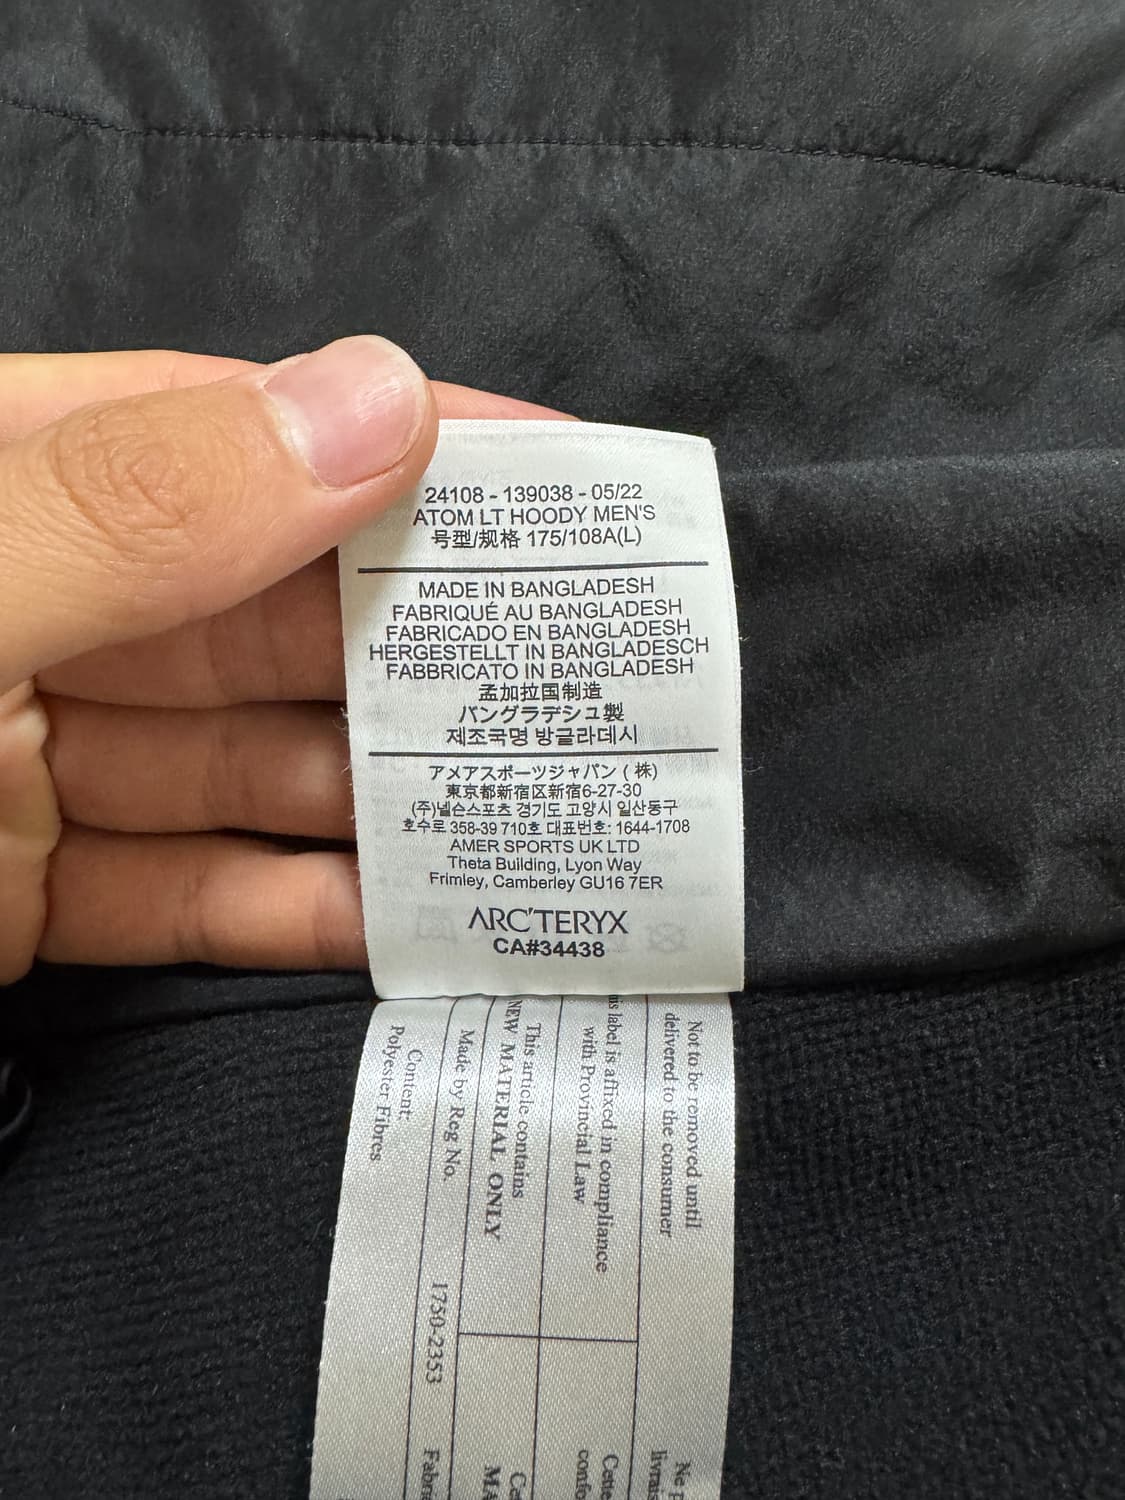 24108 - 139038 - 05/22
ATOM LT HOODY MEN'S
号型/规格 175/108A(L)
MADE IN BANGLADESH
FABRIQUÉ AU BANGLADESH
FABRICADO EN BANGLADESH
HERGESTELLT IN BANGLADESCH
FABBRICATO IN BANGLADESH
孟加拉国制造
バングラデシュ製
제조국명 방글라데시
アメアスポーツジャパン ( 株)
東京都新宿区新宿6-27-30
(주)넬슨스포츠 경기도 고양시 일산동구
호수로 358-39 710호 대표번호: 1644-1708
AMER SPORTS UK LTD
Theta Building, Lyon Way
Frimley, Camberley GU16 7ER
ARC'TERYX
CA#34438
Not to be removed until
delivered to the consumer
label is affixed in compliance
with Provincial Law
This article contains
NEW MATERIAL ONLY
Made by Reg No. 1750-2353
Content:
Polyester Fibres